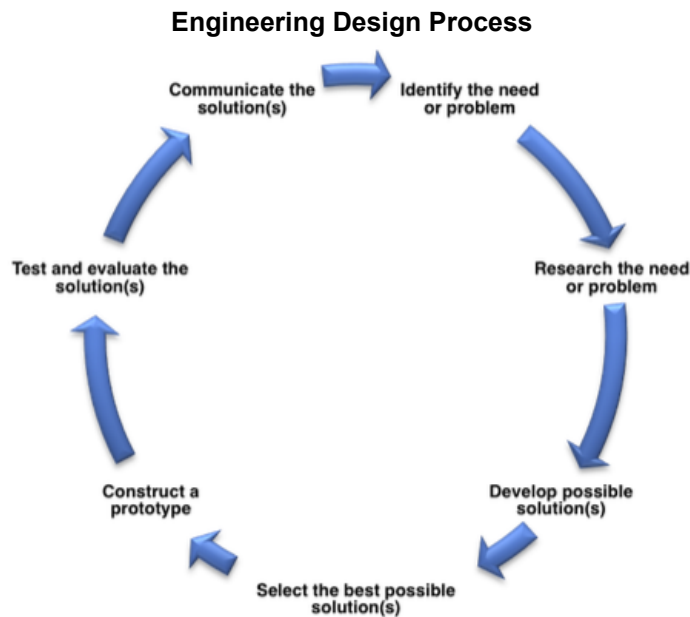 Engineering Design Process
Communicate the
solution(s)
Identify the need
or problem
Research the need
or problem
Develop possible
solution(s)
Select the best possible
solution(s)
Construct a
prototype
Test and evaluate the
solution(s)